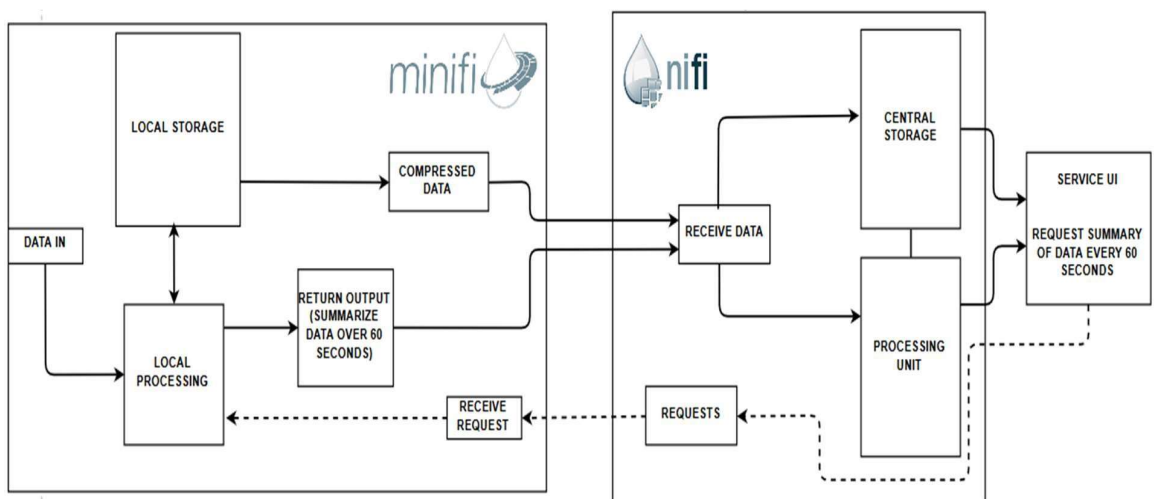 minifi
LOCAL STORAGE
COMPRESSED
DATA
DATA IN
RETURN OUTPUT
(SUMMARIZE
DATA OVER 60
SECONDS)
LOCAL
PROCESSING
RECEIVE
REQUEST
nifi
CENTRAL
STORAGE
RECEIVE DATA
PROCESSING
UNIT
REQUESTS
SERVICE UI
REQUEST SUMMARY
OF DATA EVERY 60
SECONDS